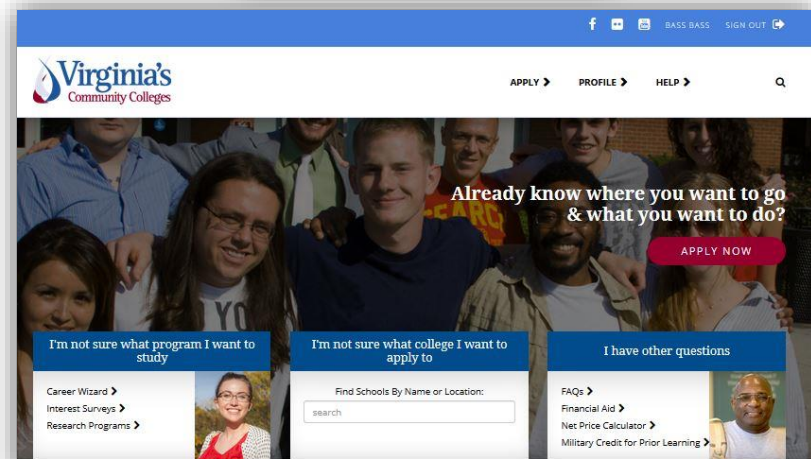 BASS BASS SIGN OUT
Virginia's
Community Colleges
APPLY PROFILE HELP
Already know where you want to go
& what you want to do?
APPLY NOW
I'm not sure what program I want to
study
Career Wizard
Interest Surveys
Research Programs
I'm not sure what college I want to
apply to
Find Schools By Name or Location:
search
I have other questions
FAQs
Financial Aid
Net Price Calculator
Military Credit for Prior Learning